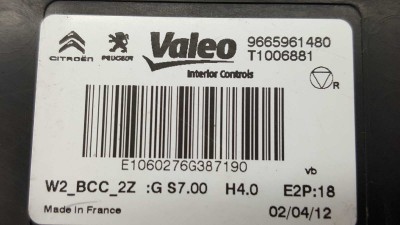 CITROËN PEUGEOT Valeo 9665961480
T1006881
Interior Controls
R
E1060276G387190
vb
W2_BCC_2Z :G S7.00 H4.0 E2P:18
Made in France 02/04/12